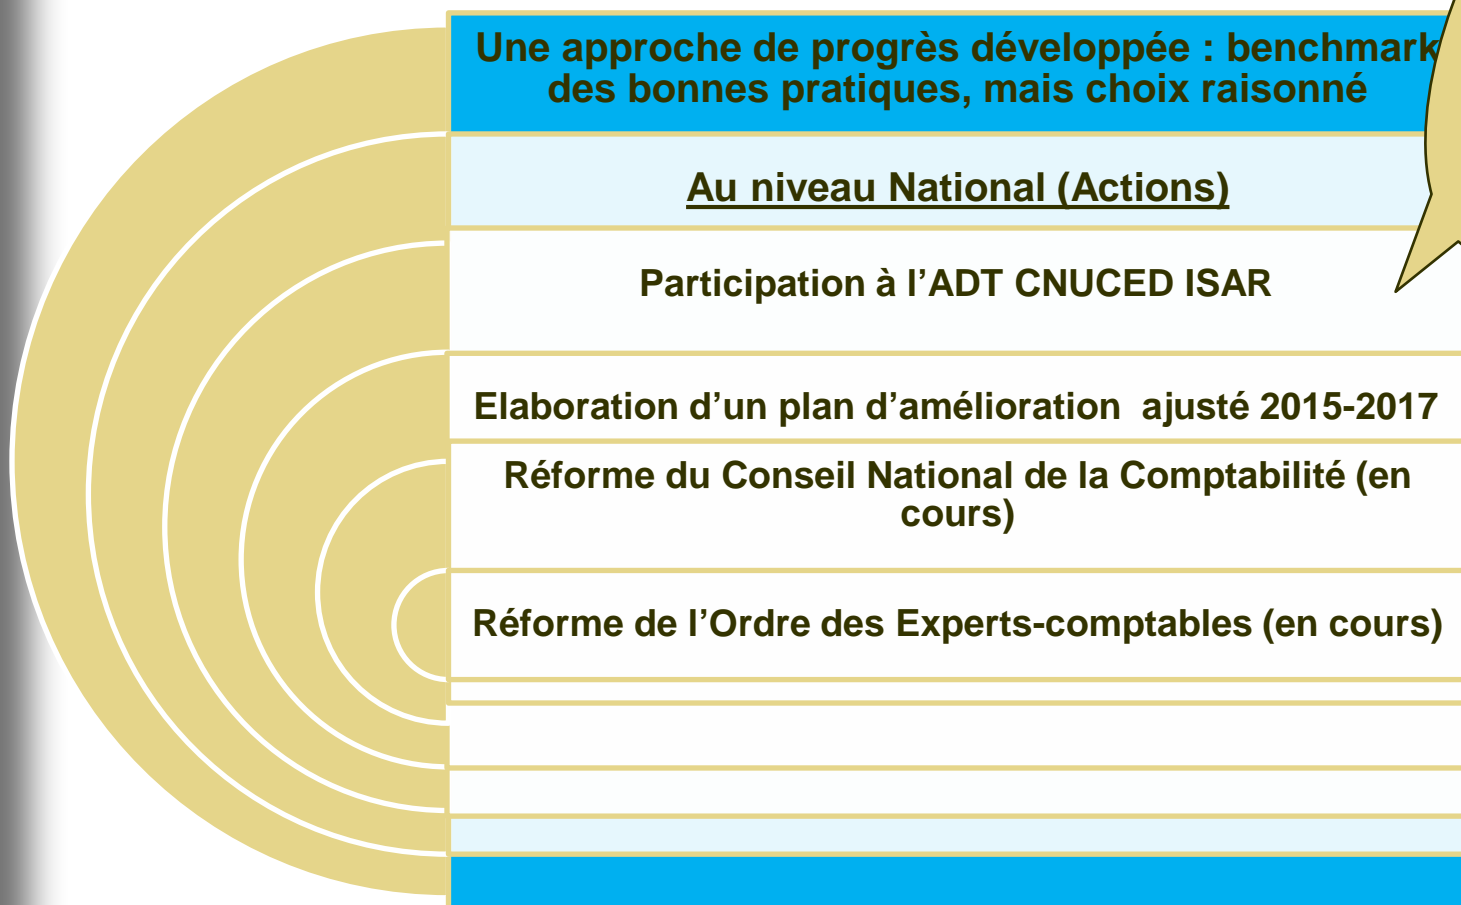 Une approche de progrès développée : benchmark
des bonnes pratiques, mais choix raisonné
Au niveau National (Actions)
Participation à l’ADT CNUCED ISAR
Elaboration d’un plan d’amélioration  ajusté 2015-2017
Réforme du Conseil National de la Comptabilité (en
cours)
Réforme de l’Ordre des Experts-comptables (en cours)